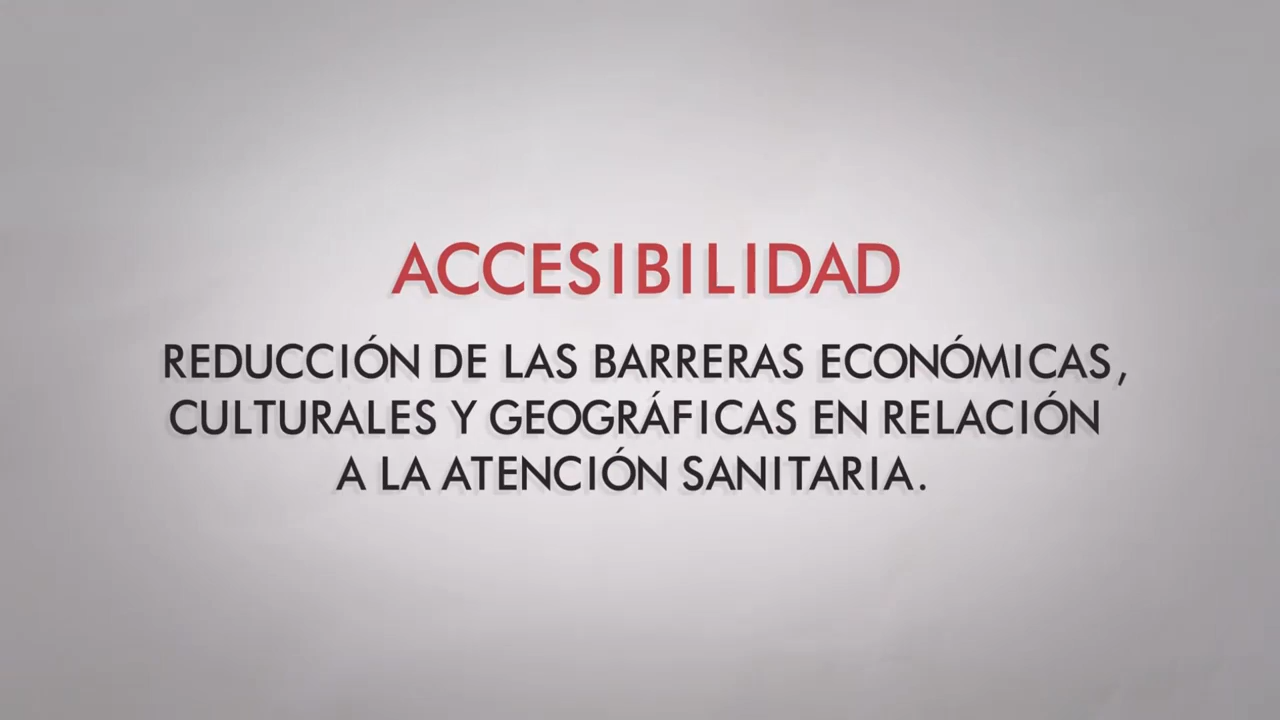 ACCESIBILIDAD
REDUCCIÓN DE LAS BARRERAS ECONÓMICAS,
CULTURALES Y GEOGRÁFICAS EN RELACIÓN
A LA ATENCIÓN SANITARIA.